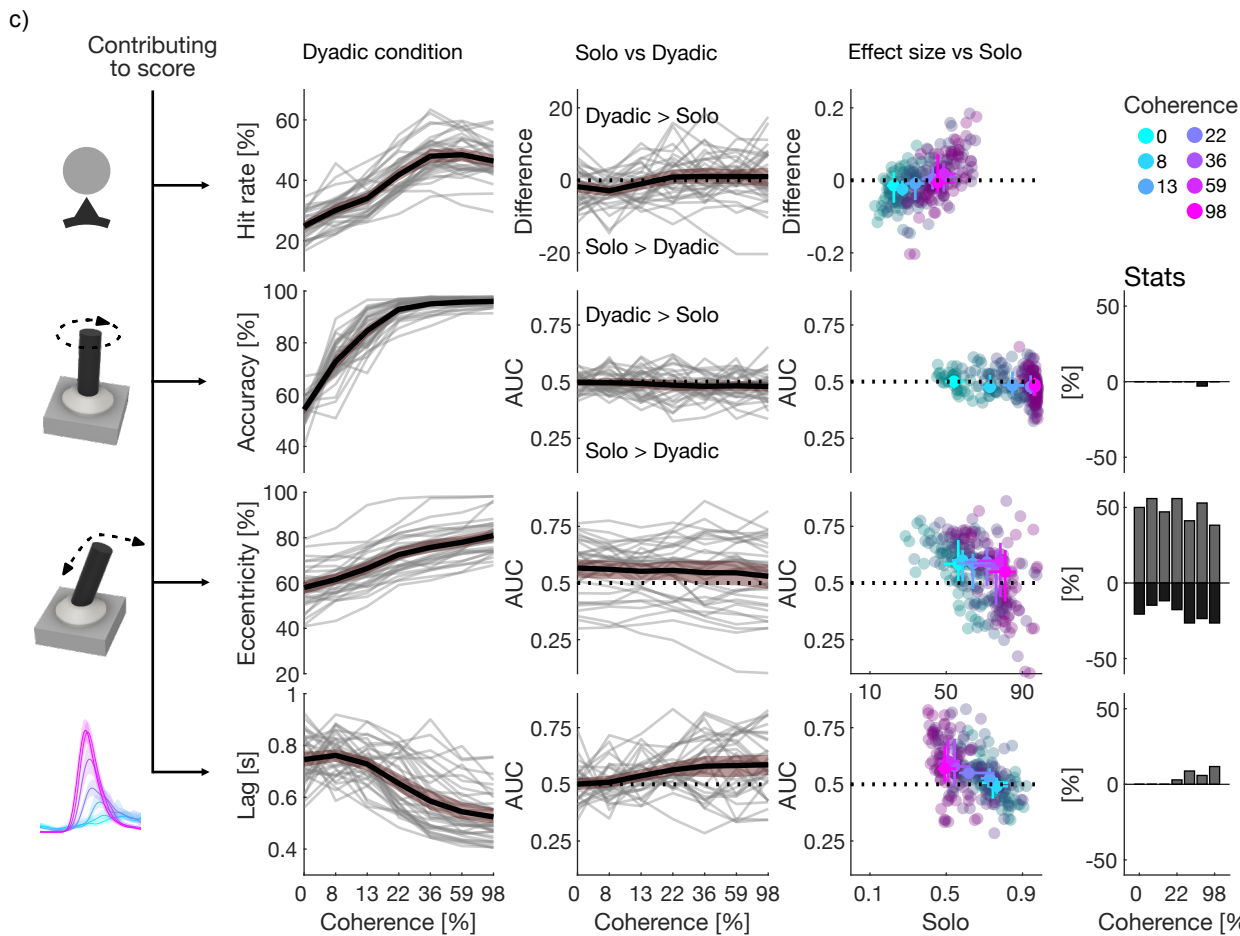 c)
Contributing
to score
Dyadic condition
Solo vs Dyadic
Effect size vs Solo
Hit rate [%]
60
40
20
Difference
20
0
-20
Dyadic > Solo
Solo > Dyadic
Difference
0.2
0
-0.2
Coherence
0
8
13
22
36
59
98
Accuracy [%]
100
80
60
40
AUC
0.75
0.5
0.25
Dyadic > Solo
Solo > Dyadic
AUC
0.75
0.5
0.25
Stats
[%]
50
0
-50
Eccentricity [%]
100
80
60
40
20
AUC
0.75
0.5
0.25
AUC
0.75
0.5
0.25
10 50 90
[%]
50
0
-50
Lag [s]
1
0.8
0.6
0.4
0 8 13 22 36 59 98
Coherence [%]
AUC
0.75
0.5
0.25
0 8 13 22 36 59 98
Coherence [%]
AUC
0.75
0.5
0.25
0.1 0.5 0.9
Solo
[%]
50
0
-50
0 22 98
Coherence [%